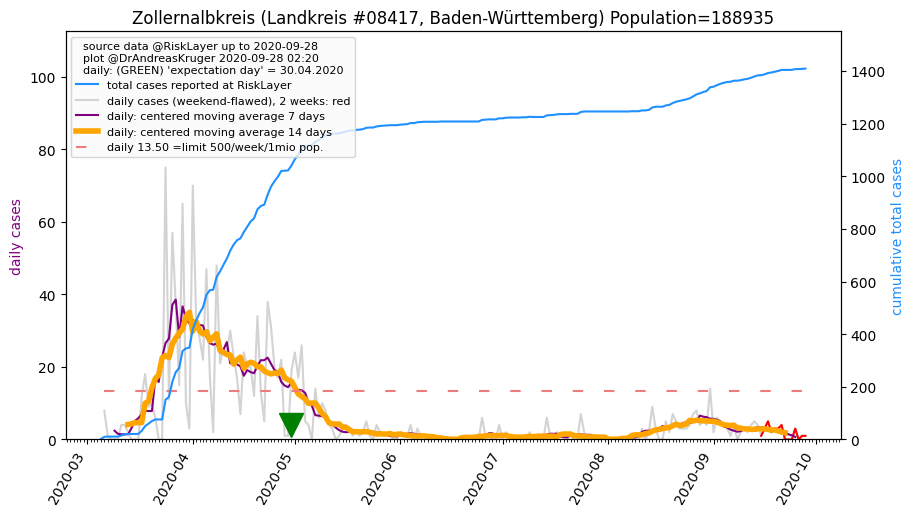 Zollernalbkreis (Landkreis #08417, Baden-Württemberg) Population=188935
source data @RiskLayer up to 2020-09-28
plot @DrAndreasKruger 2020-09-28 02:20
daily: (GREEN) 'expectation day' = 30.04.2020
total cases reported at RiskLayer
daily cases (weekend-flawed), 2 weeks: red
daily: centered moving average 7 days
daily: centered moving average 14 days
daily 13.50 =limit 500/week/1mio pop.
daily cases
100
80
60
40
20
0
cumulative total cases
1400
1200
1000
800
600
400
200
0
2020-03
2020-04
2020-05
2020-06
2020-07
2020-08
2020-09
2020-10